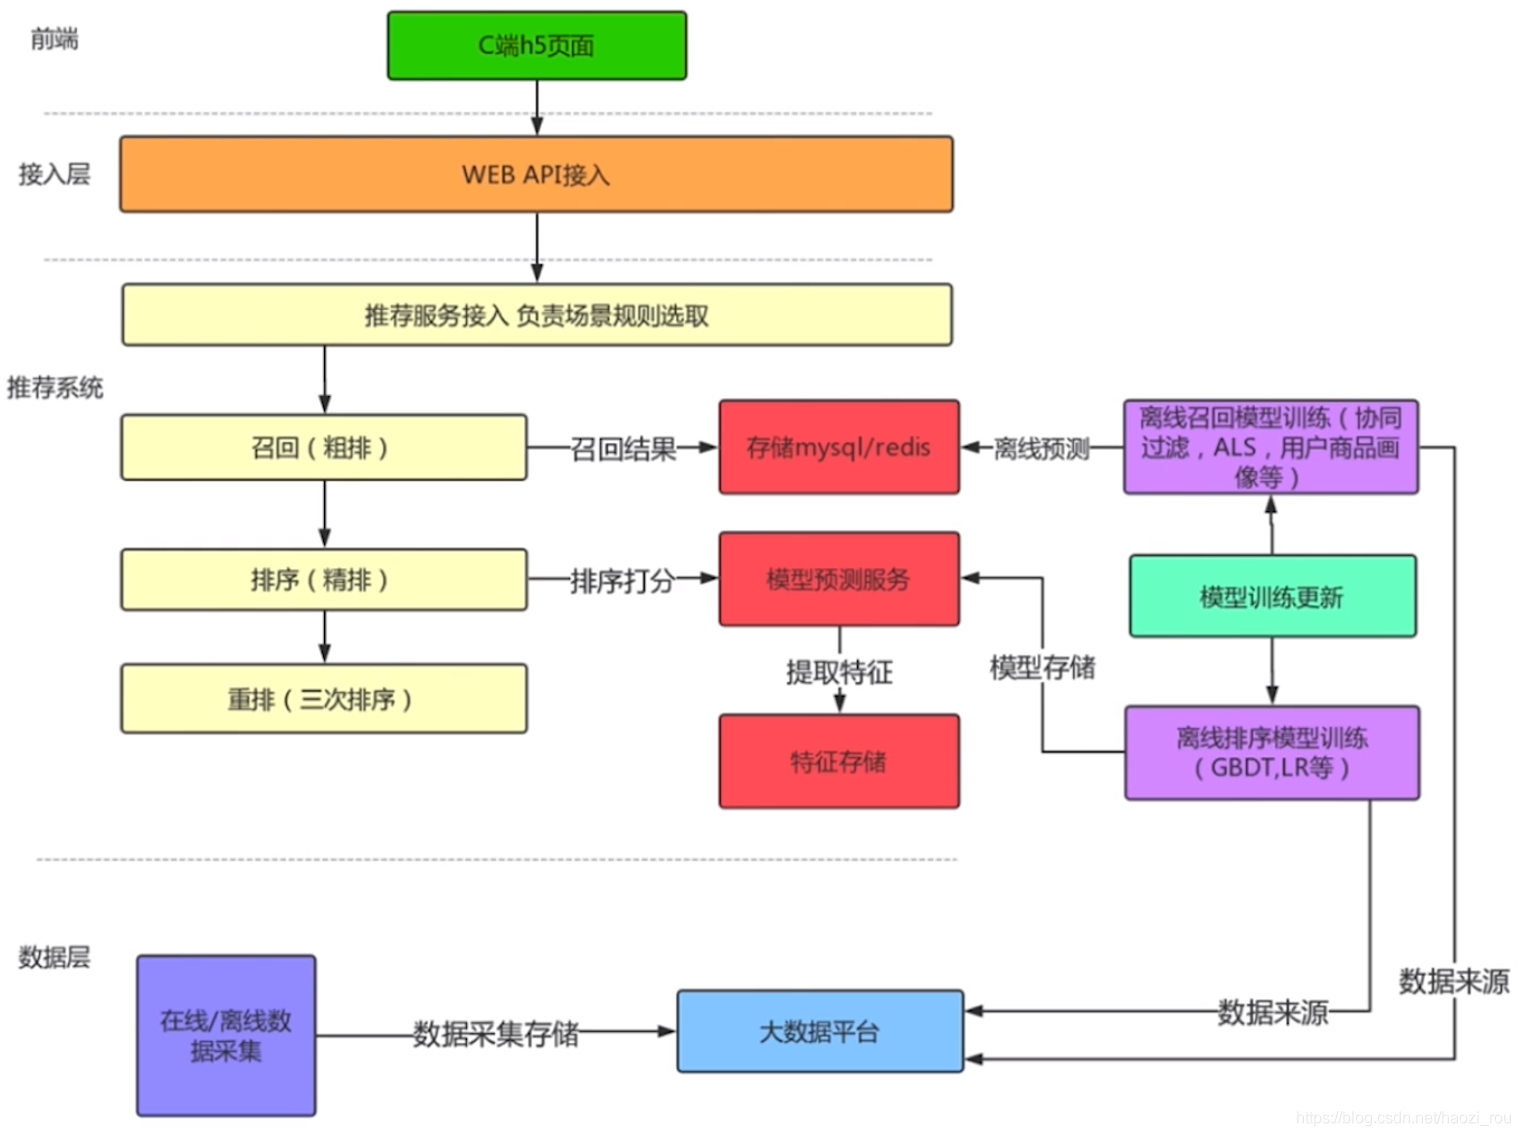 前端
C端h5页面
接入层
WEB API接入
推荐服务接入 负责场景规则选取
推荐系统
召回（粗排）
召回结果
存储mysql/redis
离线预测
离线召回模型训练（协同
过滤，ALS，用户商品画
像等）
排序（精排）
排序打分
模型预测服务
模型训练更新
提取特征
模型存储
重排（三次排序）
特征存储
离线排序模型训练
（GBDT,LR等）
数据层
在线/离线数
据采集
数据采集存储
大数据平台
数据来源
数据来源
https://blog.csdn.net/haozi_rou